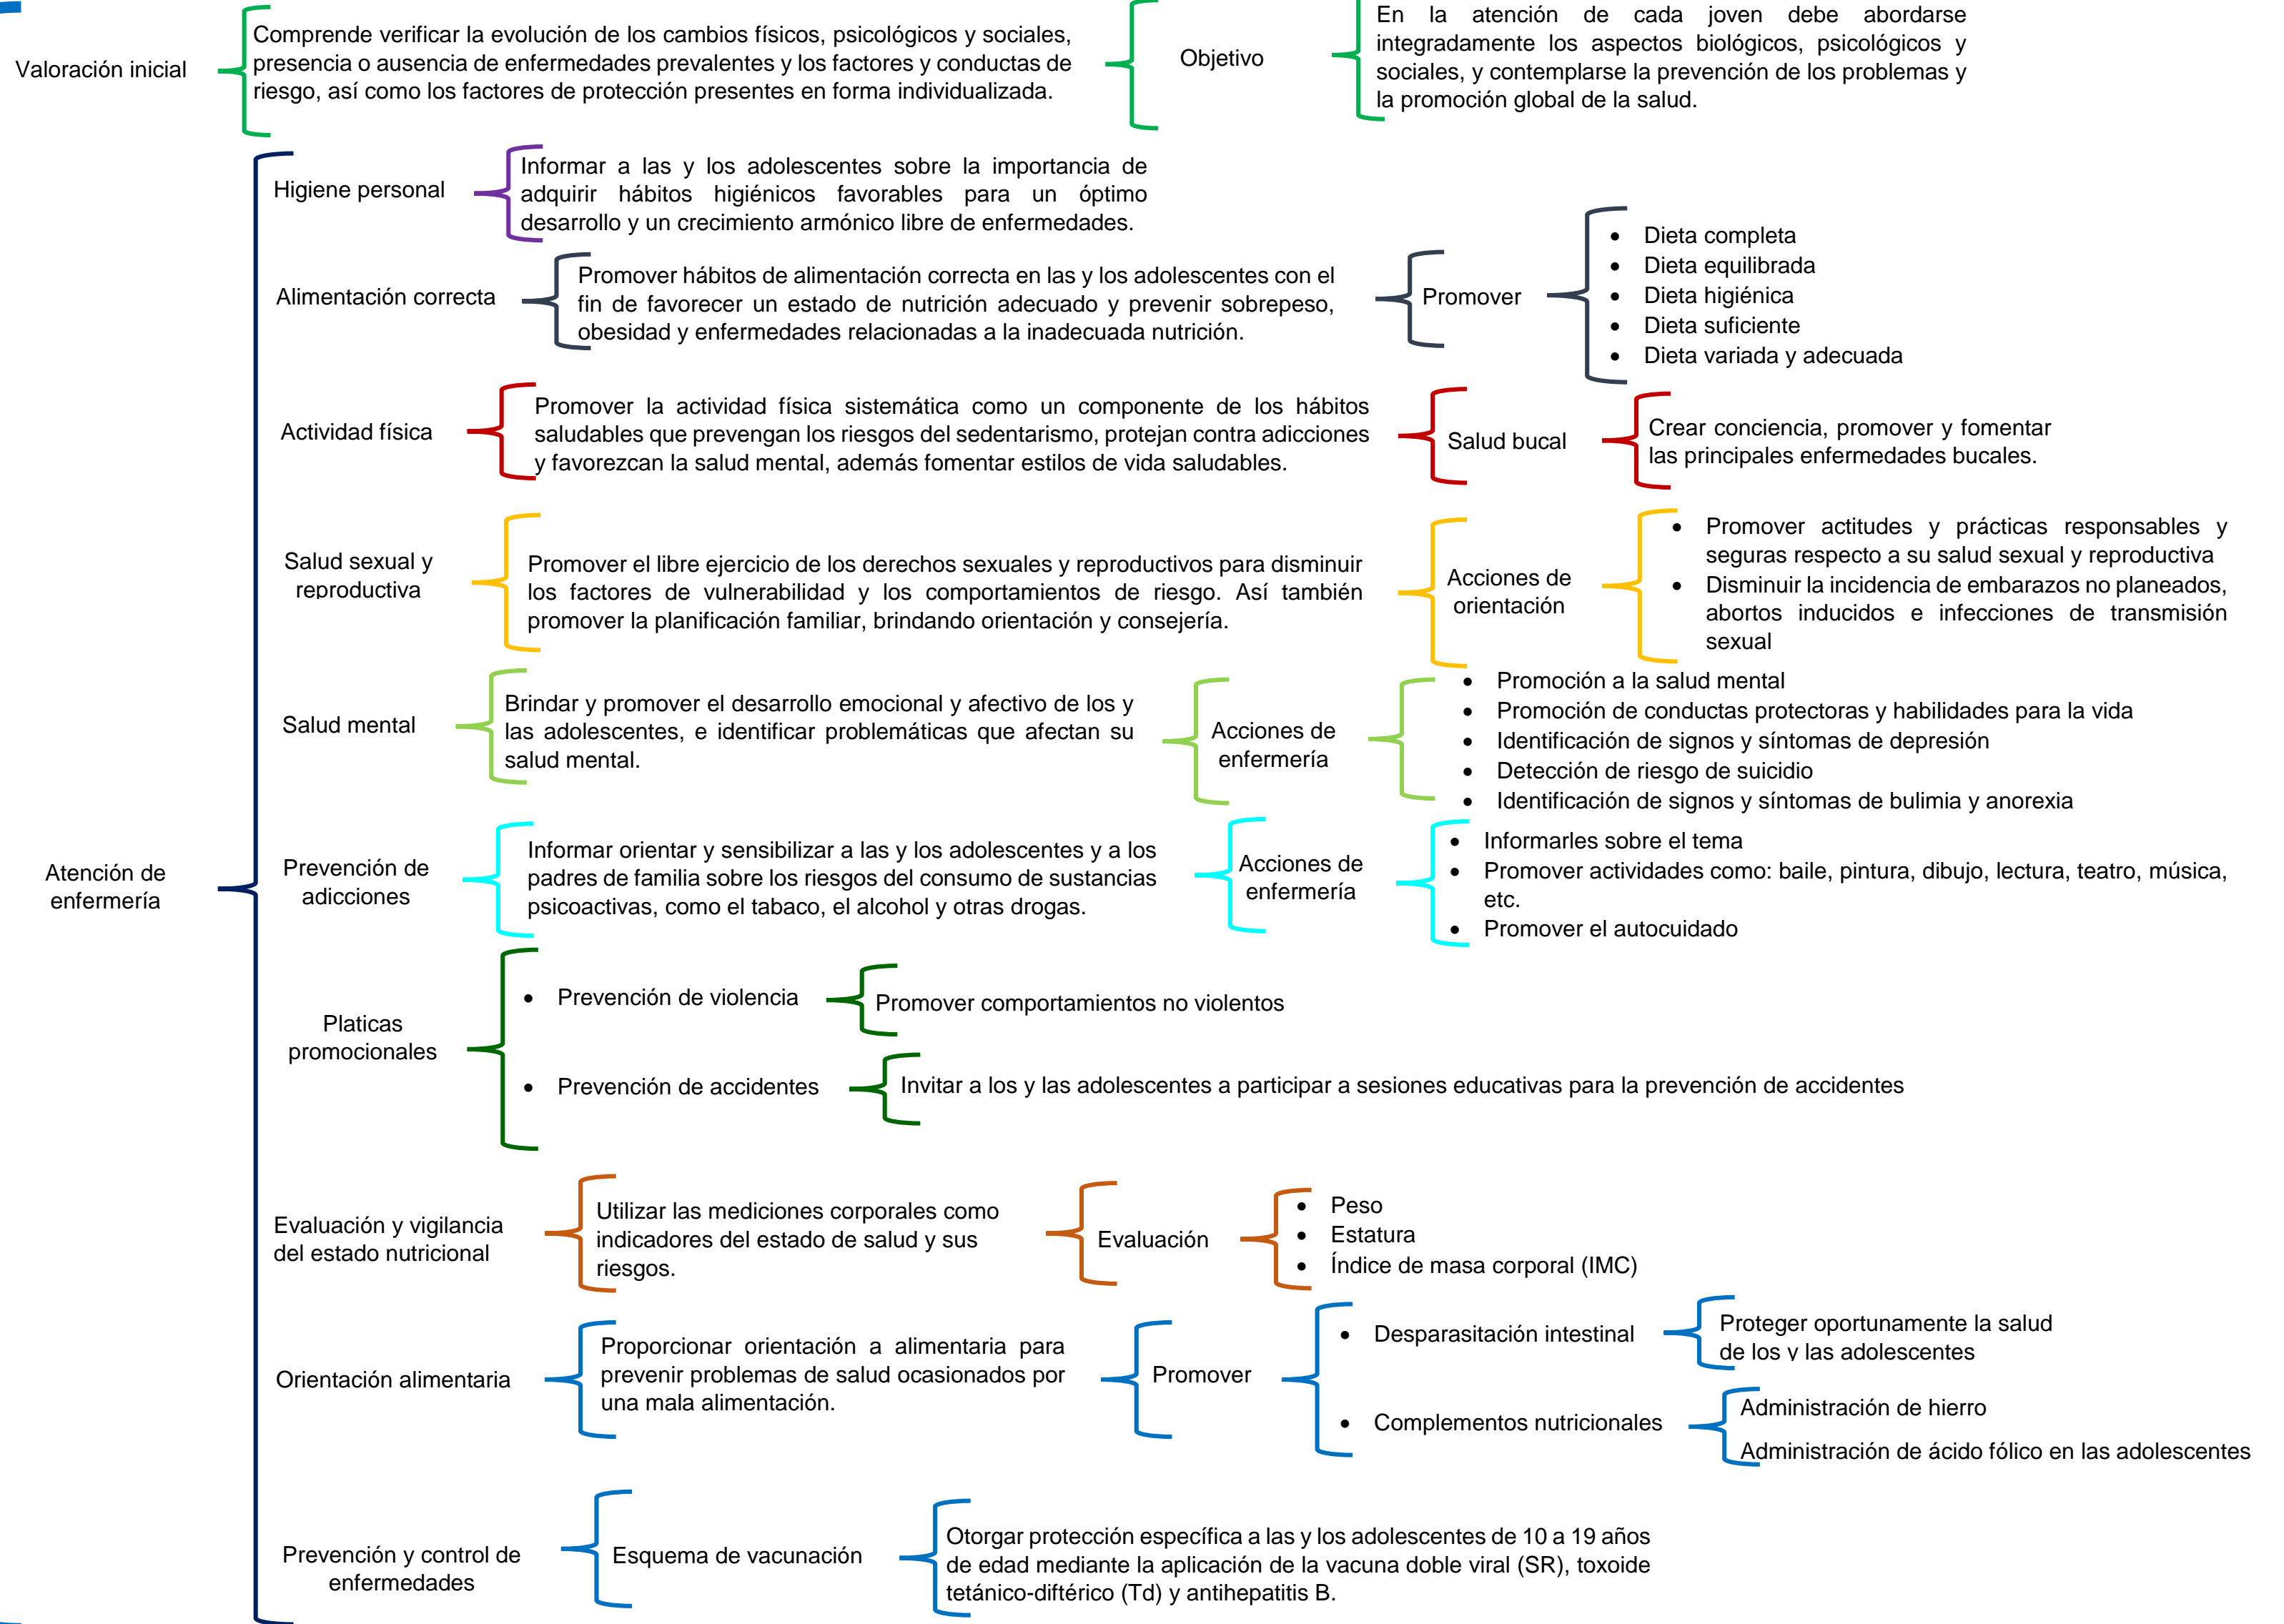 Valoración inicial
Comprende verificar la evolución de los cambios físicos, psicológicos y sociales,
presencia o ausencia de enfermedades prevalentes y los factores y conductas de
riesgo, así como los factores de protección presentes en forma individualizada.
Objetivo
En la atención de cada joven debe abordarse
integradamente los aspectos biológicos, psicológicos y
sociales, y contemplarse la prevención de los problemas y
la promoción global de la salud.
Atención de
enfermería
Higiene personal
Informar a las y los adolescentes sobre la importancia de
adquirir hábitos higiénicos favorables para un óptimo
desarrollo y un crecimiento armónico libre de enfermedades.
Alimentación correcta
Promover hábitos de alimentación correcta en las y los adolescentes con el
fin de favorecer un estado de nutrición adecuado y prevenir sobrepeso,
obesidad y enfermedades relacionadas a la inadecuada nutrición.
Promover
• Dieta completa
• Dieta equilibrada
• Dieta higiénica
• Dieta suficiente
• Dieta variada y adecuada
Actividad física
Promover la actividad física sistemática como un componente de los hábitos
saludables que prevengan los riesgos del sedentarismo, protejan contra adicciones
y favorezcan la salud mental, además fomentar estilos de vida saludables.
Salud bucal
Crear conciencia, promover y fomentar
las principales enfermedades bucales.
Salud sexual y
reproductiva
Promover el libre ejercicio de los derechos sexuales y reproductivos para disminuir
los factores de vulnerabilidad y los comportamientos de riesgo. Así también
promover la planificación familiar, brindando orientación y consejería.
Acciones de
orientación
• Promover actitudes y prácticas responsables y
seguras respecto a su salud sexual y reproductiva
• Disminuir la incidencia de embarazos no planeados,
abortos inducidos e infecciones de transmisión
sexual
Salud mental
Brindar y promover el desarrollo emocional y afectivo de los y
las adolescentes, e identificar problemáticas que afectan su
salud mental.
Acciones de
enfermería
• Promoción a la salud mental
• Promoción de conductas protectoras y habilidades para la vida
• Identificación de signos y síntomas de depresión
• Detección de riesgo de suicidio
• Identificación de signos y síntomas de bulimia y anorexia
Prevención de
adicciones
Informar orientar y sensibilizar a las y los adolescentes y a los
padres de familia sobre los riesgos del consumo de sustancias
psicoactivas, como el tabaco, el alcohol y otras drogas.
Acciones de
enfermería
• Informarles sobre el tema
• Promover actividades como: baile, pintura, dibujo, lectura, teatro, música,
etc.
• Promover el autocuidado
Platicas
promocionales
• Prevención de violencia
Promover comportamientos no violentos
• Prevención de accidentes
Invitar a los y las adolescentes a participar a sesiones educativas para la prevención de accidentes
Evaluación y vigilancia
del estado nutricional
Utilizar las mediciones corporales como
indicadores del estado de salud y sus
riesgos.
Evaluación
• Peso
• Estatura
• Índice de masa corporal (IMC)
Orientación alimentaria
Proporcionar orientación a alimentaria para
prevenir problemas de salud ocasionados por
una mala alimentación.
Promover
• Desparasitación intestinal
Proteger oportunamente la salud
de los y las adolescentes
• Complementos nutricionales
Administración de hierro
Administración de ácido fólico en las adolescentes
Prevención y control de
enfermedades
Esquema de vacunación
Otorgar protección específica a las y los adolescentes de 10 a 19 años
de edad mediante la aplicación de la vacuna doble viral (SR), toxoide
tetánico-diftérico (Td) y antihepatitis B.